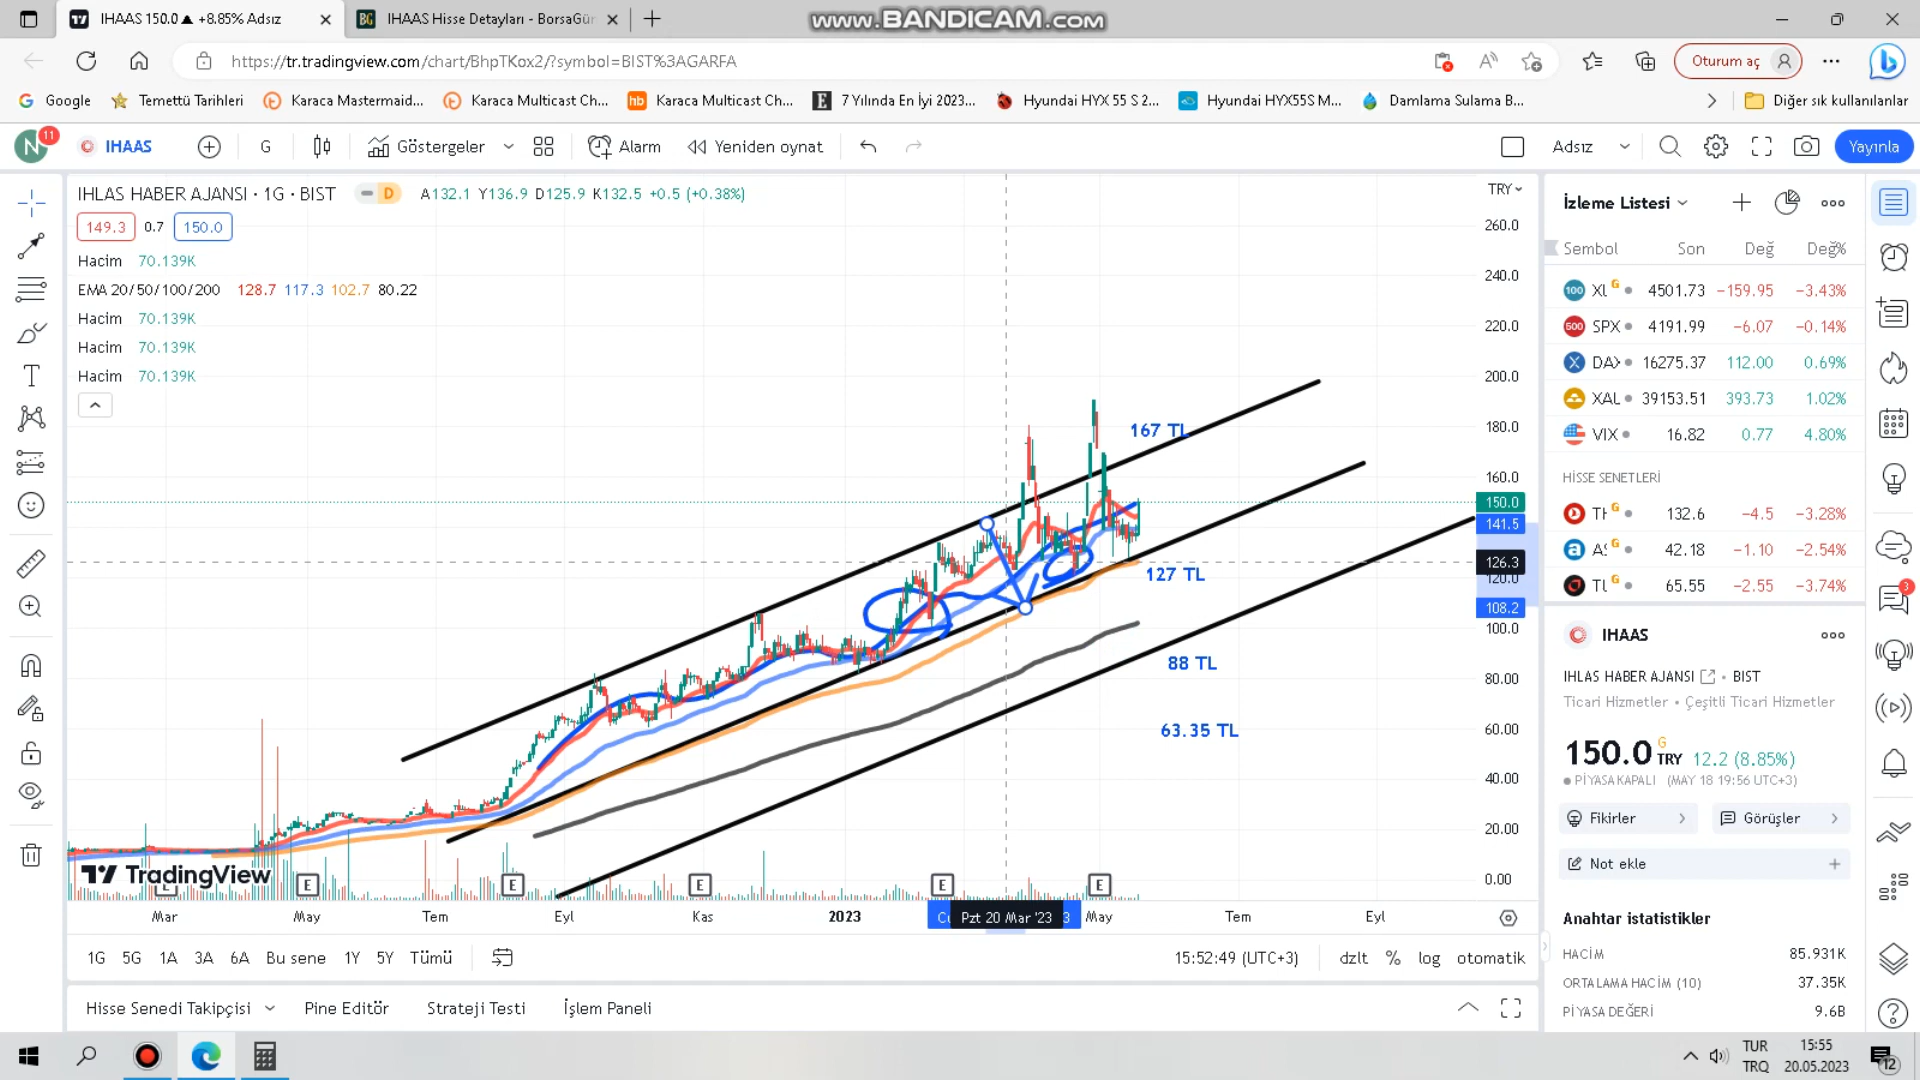 IHAAS 150.0 ▲ +8.85% Adsız
IHAAS Hisse Detayları - BorsaGün
www.BANDICAM.com
https://tr.tradingview.com/chart/BhpTKox2/?symbol=BIST%3AGARFA
Oturum aç
Google
Temettü Tarihleri
Karaca Mastermaid...
Karaca Multicast Ch...
Karaca Multicast Ch...
7 Yılında En İyi 2023...
Hyundai HYX 55 S 2...
Hyundai HYX55S M...
Damlama Sulama B...
Diğer sık kullanılanlar
N 11
IHAAS
G
Göstergeler
Alarm
Yeniden oynat
Adsız
Yayınla
IHLAS HABER AJANSI · 1G · BIST
D
A132.1 Y136.9 D125.9 K132.5 +0.5 (+0.38%)
149.3 0.7 150.0
Hacim 70.139K
EMA 20/50/100/200 128.7 117.3 102.7 80.22
Hacim 70.139K
Hacim 70.139K
Hacim 70.139K
TRY
260.0
240.0
220.0
200.0
180.0
160.0
150.0
141.5
126.3
120.0
108.2
100.0
80.00
60.00
40.00
20.00
0.00
167 TL
127 TL
88 TL
63.35 TL
TradingView
E E E E E E
Mar May Tem Eyl Kas 2023 Pzt 20 Mar '23 3 May Tem Eyl
1G 5G 1A 3A 6A Bu sene 1Y 5Y Tümü
15:52:49 (UTC+3)
dzlt % log otomatik
Hisse Senedi Takipçisi
Pine Editör
Strateji Testi
İşlem Paneli
İzleme Listesi
Sembol Son Değ Değ%
100 XU G 4501.73 −159.95 −3.43%
500 SPX 4191.99 −6.07 −0.14%
DAX 16275.37 112.00 0.69%
XAU 39153.51 393.73 1.02%
VIX 16.82 0.77 4.80%
HİSSE SENETLERİ
TH G 132.6 −4.5 −3.28%
AS G 42.18 −1.10 −2.54%
TU G 65.55 −2.55 −3.74%
IHAAS
IHLAS HABER AJANSI • BIST
Ticari Hizmetler • Çeşitli Ticari Hizmetler
150.0 G TRY 12.2 (8.85%)
PİYASA KAPALI (MAY 18 19:56 UTC+3)
Fikirler
Görüşler
Not ekle
Anahtar istatistikler
HACİM 85.931K
ORTALAMA HACİM (10) 37.35K
PİYASA DEĞERİ 9.6B
3
TUR
TRQ
15:55
20.05.2023
12